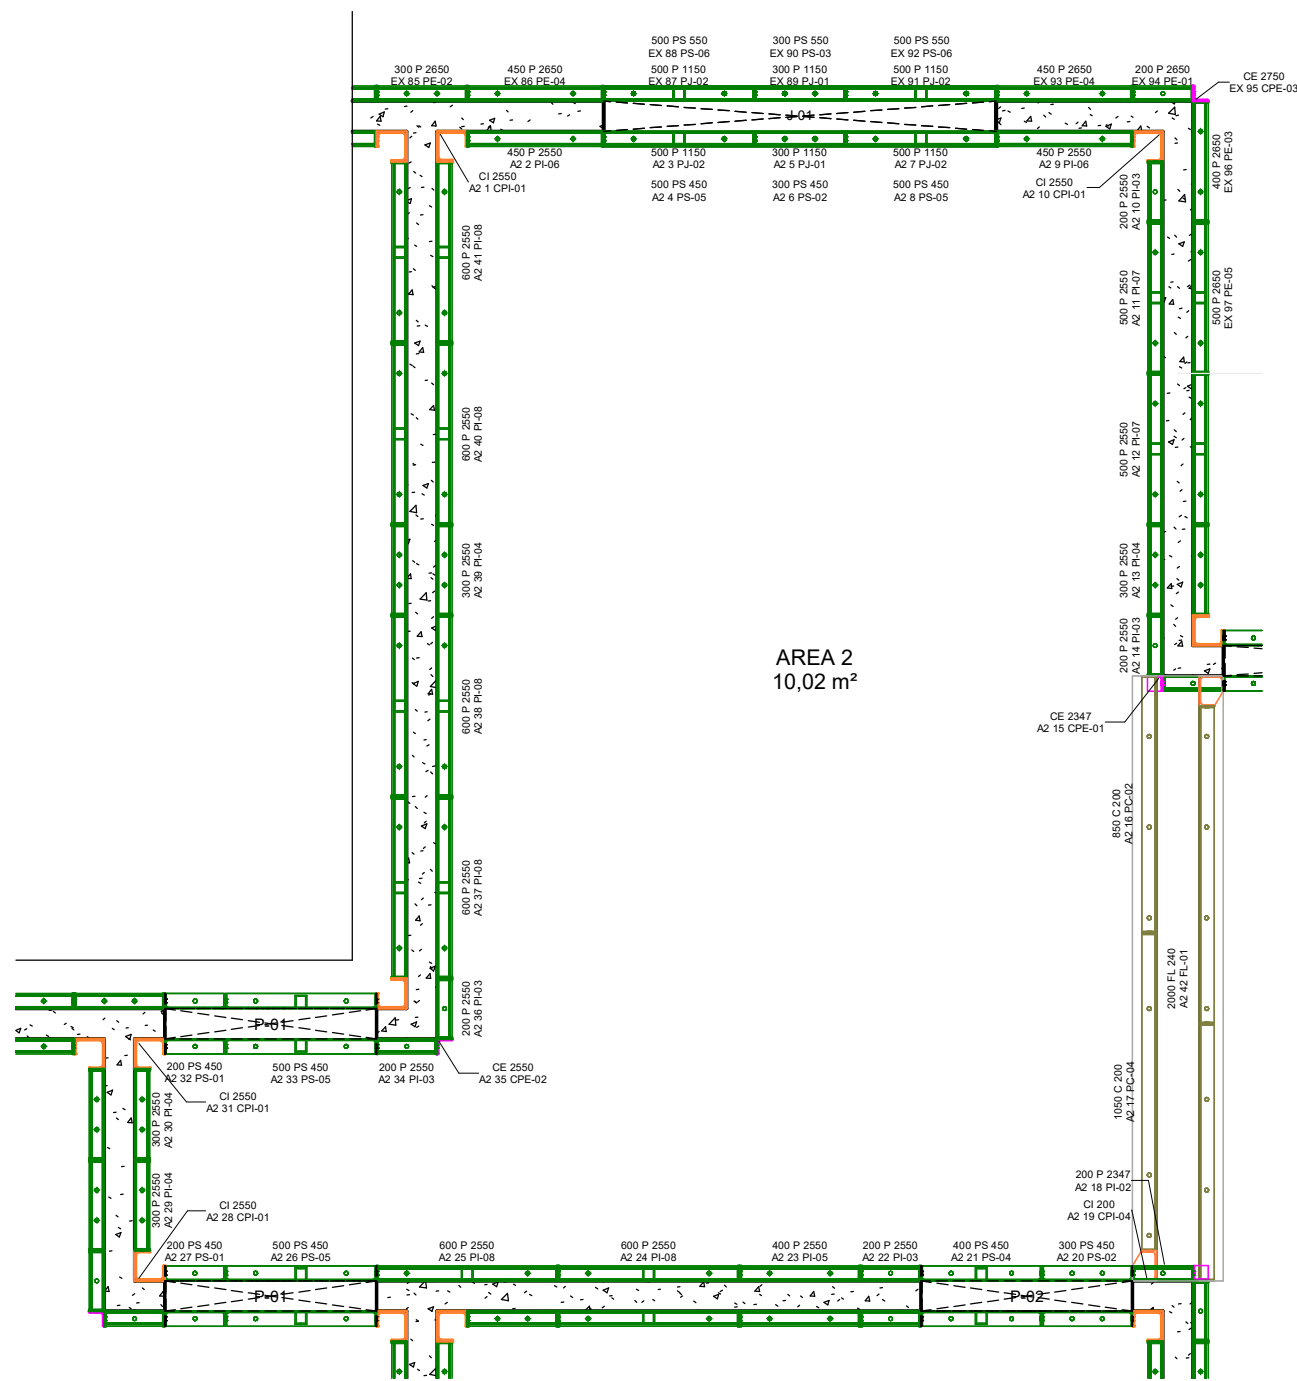 500 PS 550
EX 88 PS-06
300 PS 550
EX 90 PS-03
500 PS 550
EX 92 PS-06
300 P 2650
EX 85 PE-02
450 P 2650
EX 86 PE-04
500 P 1150
EX 87 PJ-02
300 P 1150
EX 89 PJ-01
500 P 1150
EX 91 PJ-02
450 P 2650
EX 93 PE-04
200 P 2650
EX 94 PE-01
CE 2750
EX 95 CPE-03
J-01
450 P 2550
A2 2 PI-06
500 P 1150
A2 3 PJ-02
300 P 1150
A2 5 PJ-01
500 P 1150
A2 7 PJ-02
450 P 2550
A2 9 PI-06
CI 2550
A2 1 CPI-01
500 PS 450
A2 4 PS-05
300 PS 450
A2 6 PS-02
500 PS 450
A2 8 PS-05
CI 2550
A2 10 CPI-01
200 P 2550
A2 10 PI-03
400 P 2650
EX 96 PE-03
600 P 2550
A2 41 PI-08
500 P 2550
A2 11 PI-07
500 P 2650
EX 97 PE-05
600 P 2550
A2 40 PI-08
500 P 2550
A2 12 PI-07
300 P 2550
A2 39 PI-04
300 P 2550
A2 13 PI-04
200 P 2550
A2 14 PI-03
AREA 2
10,02 m²
600 P 2550
A2 38 PI-08
CE 2347
A2 15 CPE-01
850 C 200
A2 16 PC-02
600 P 2550
A2 37 PI-08
2000 FL 240
A2 42 FL-01
200 P 2550
A2 36 PI-03
P-01
200 PS 450
A2 32 PS-01
500 PS 450
A2 33 PS-05
200 P 2550
A2 34 PI-03
CE 2550
A2 35 CPE-02
CI 2550
A2 31 CPI-01
300 P 2550
A2 30 PI-04
1050 C 200
A2 17 PC-04
300 P 2550
A2 29 PI-04
CI 2550
A2 28 CPI-01
200 P 2347
A2 18 PI-02
CI 200
A2 19 CPI-04
200 PS 450
A2 27 PS-01
500 PS 450
A2 26 PS-05
600 P 2550
A2 25 PI-08
600 P 2550
A2 24 PI-08
400 P 2550
A2 23 PI-05
200 P 2550
A2 22 PI-03
400 PS 450
A2 21 PS-04
300 PS 450
A2 20 PS-02
P-01
P-02